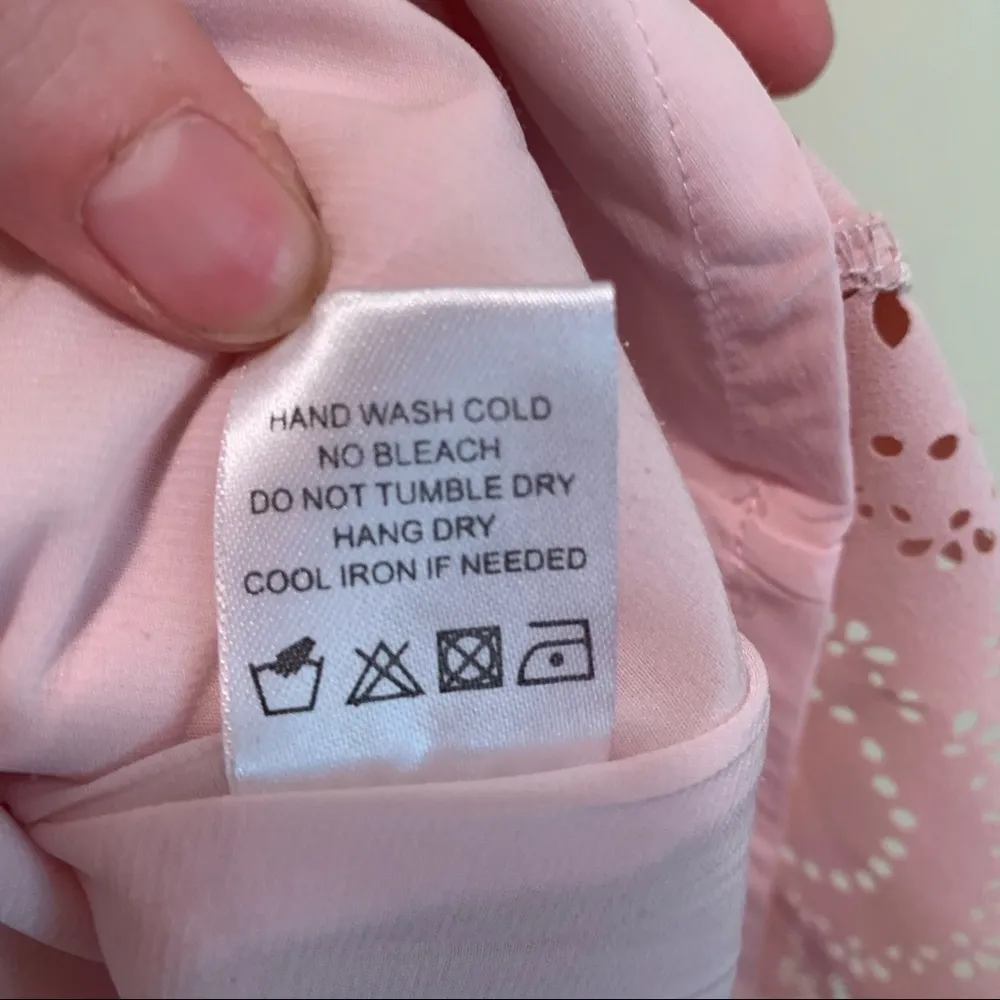 HAND WASH COLD
NO BLEACH
DO NOT TUMBLE DRY
HANG DRY
COOL IRON IF NEEDED